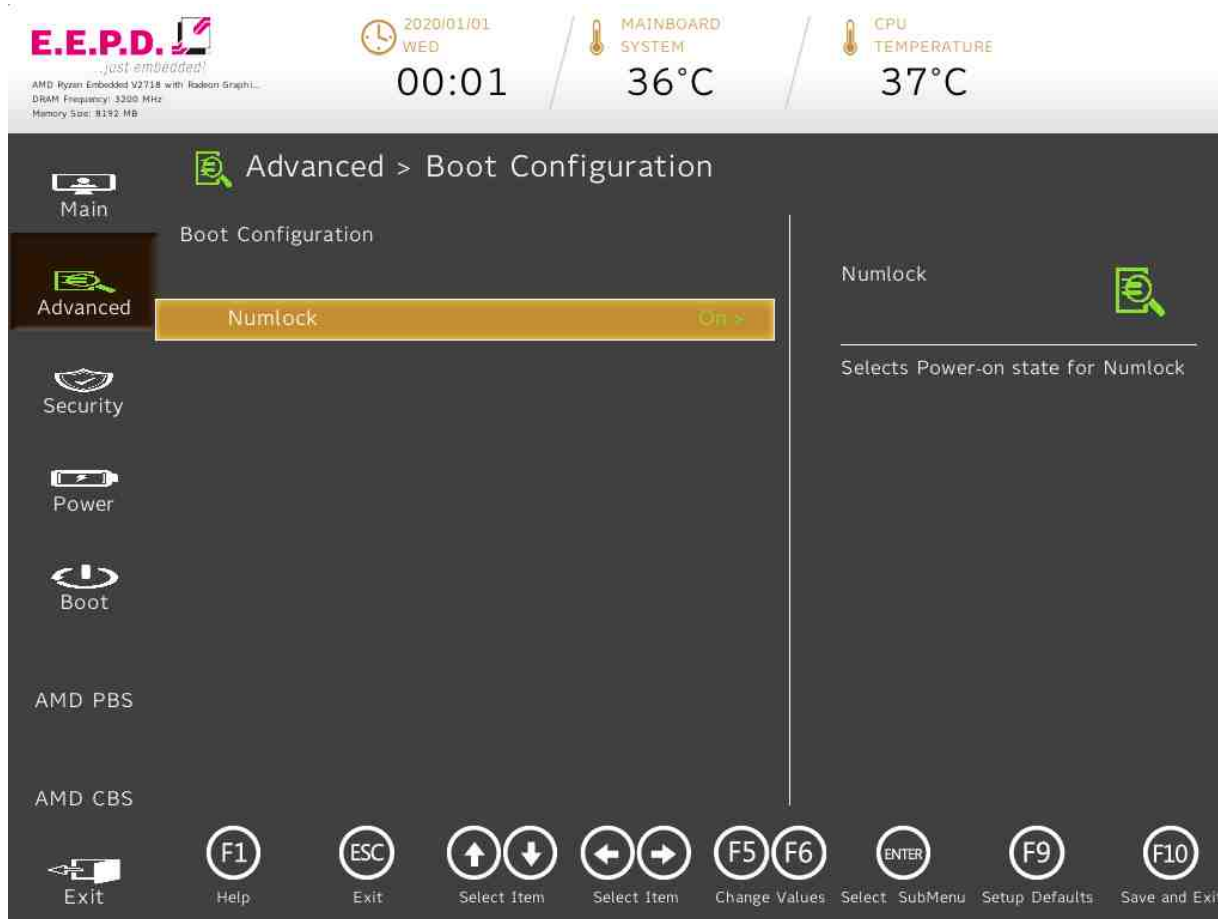 E.E.P.D.
...just embedded!
AMD Ryzen Embedded V2718 with Radeon Graphi...
DRAM Frequency: 3200 MHz
Memory Size: 8192 MB
2020/01/01
WED
00:01
MAINBOARD
SYSTEM
36°C
CPU
TEMPERATURE
37°C
Advanced > Boot Configuration
Main
Advanced
Security
Power
Boot
AMD PBS
AMD CBS
Exit
Boot Configuration
Numlock On >
Numlock
Selects Power-on state for Numlock
F1
Help
ESC
Exit
Select Item
Select Item
F5 F6
Change Values
ENTER
Select SubMenu
F9
Setup Defaults
F10
Save and Exit